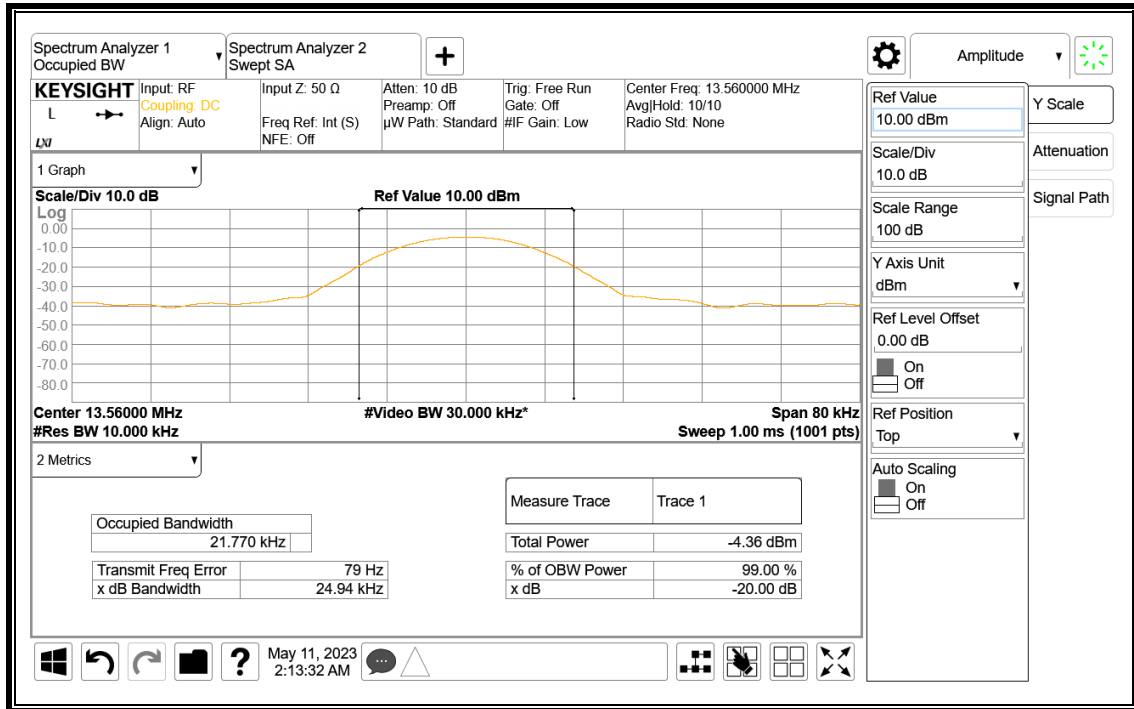 Spectrum Analyzer 1
Occupied BW
Spectrum Analyzer 2
Swept SA
Amplitude
KEYSIGHT
L
LXI
Input: RF
Coupling: DC
Align: Auto
Input Z: 50 Ω
Freq Ref: Int (S)
NFE: Off
Atten: 10 dB
Preamp: Off
µW Path: Standard
Trig: Free Run
Gate: Off
#IF Gain: Low
Center Freq: 13.560000 MHz
Avg|Hold: 10/10
Radio Std: None
1 Graph
Scale/Div 10.0 dB
Ref Value 10.00 dBm
Log
0.00
-10.0
-20.0
-30.0
-40.0
-50.0
-60.0
-70.0
-80.0
Center 13.56000 MHz
#Video BW 30.000 kHz*
Span 80 kHz
#Res BW 10.000 kHz
Sweep 1.00 ms (1001 pts)
2 Metrics
Occupied Bandwidth
21.770 kHz
Transmit Freq Error 79 Hz
x dB Bandwidth 24.94 kHz
Measure Trace Trace 1
Total Power -4.36 dBm
% of OBW Power 99.00 %
x dB -20.00 dB
May 11, 2023
2:13:32 AM
Ref Value
10.00 dBm
Scale/Div
10.0 dB
Scale Range
100 dB
Y Axis Unit
dBm
Ref Level Offset
0.00 dB
On
Off
Ref Position
Top
Auto Scaling
On
Off
Y Scale
Attenuation
Signal Path